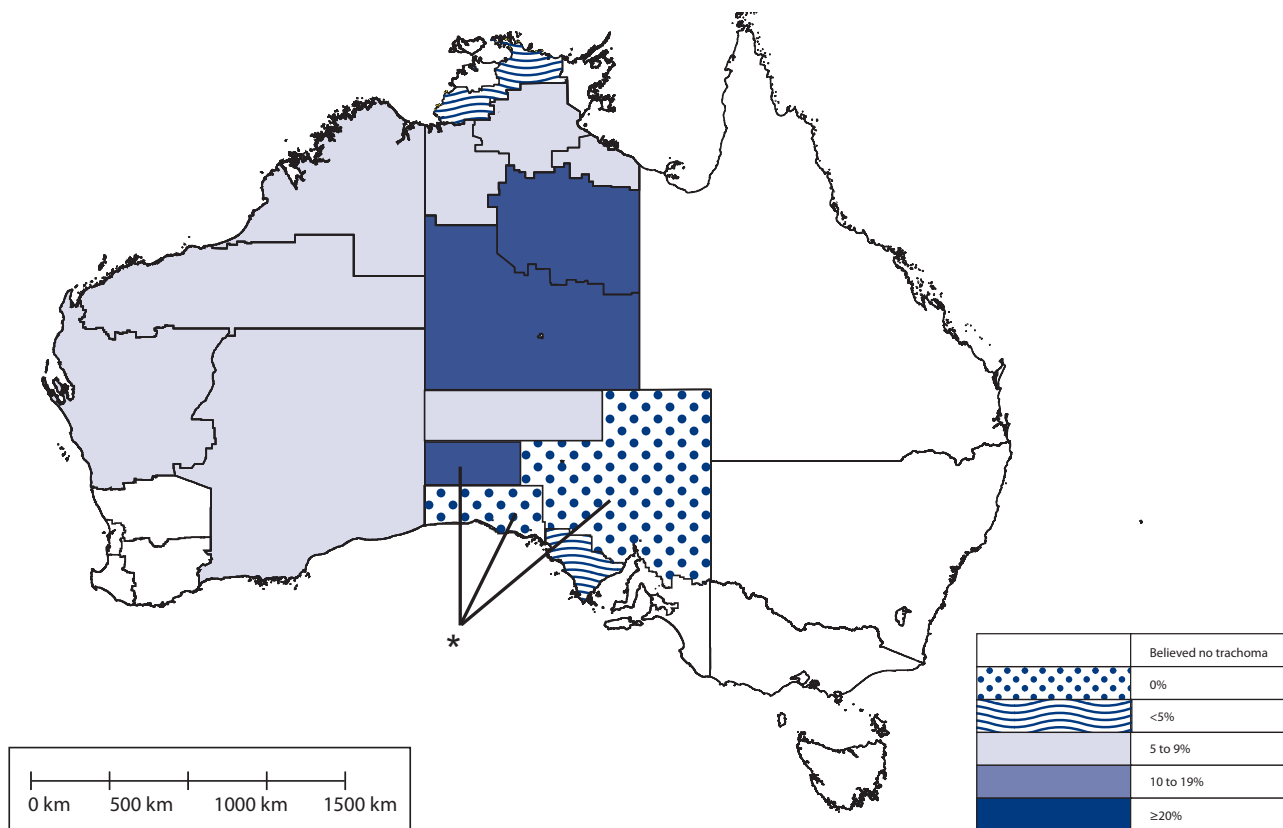 *
Believed no trachoma
0%
<5%
5 to 9%
10 to 19%
≥20%
0 km 500 km 1000 km 1500 km